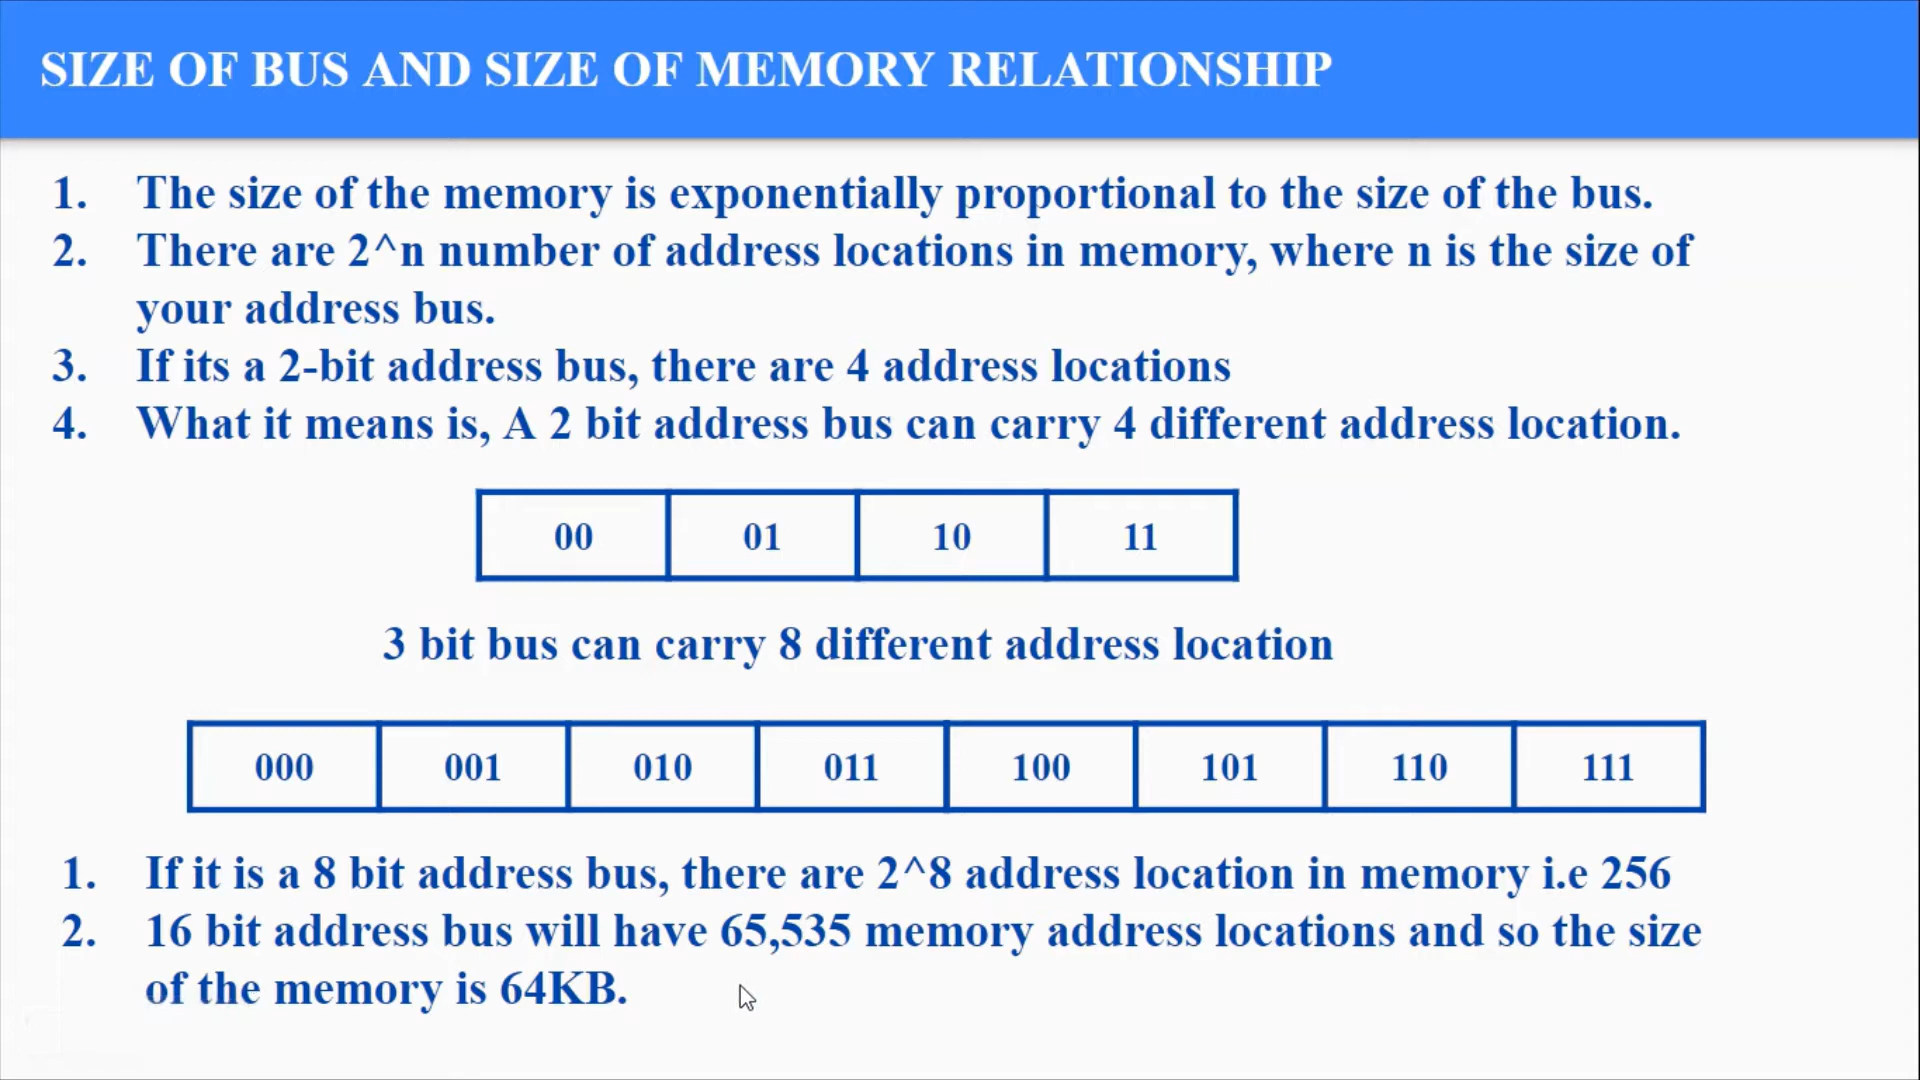 SIZE OF BUS AND SIZE OF MEMORY RELATIONSHIP
1. The size of the memory is exponentially proportional to the size of the bus.
2. There are 2^n number of address locations in memory, where n is the size of
your address bus.
3. If its a 2-bit address bus, there are 4 address locations
4. What it means is, A 2 bit address bus can carry 4 different address location.
00 01 10 11
3 bit bus can carry 8 different address location
000 001 010 011 100 101 110 111
1. If it is a 8 bit address bus, there are 2^8 address location in memory i.e 256
2. 16 bit address bus will have 65,535 memory address locations and so the size
of the memory is 64KB.